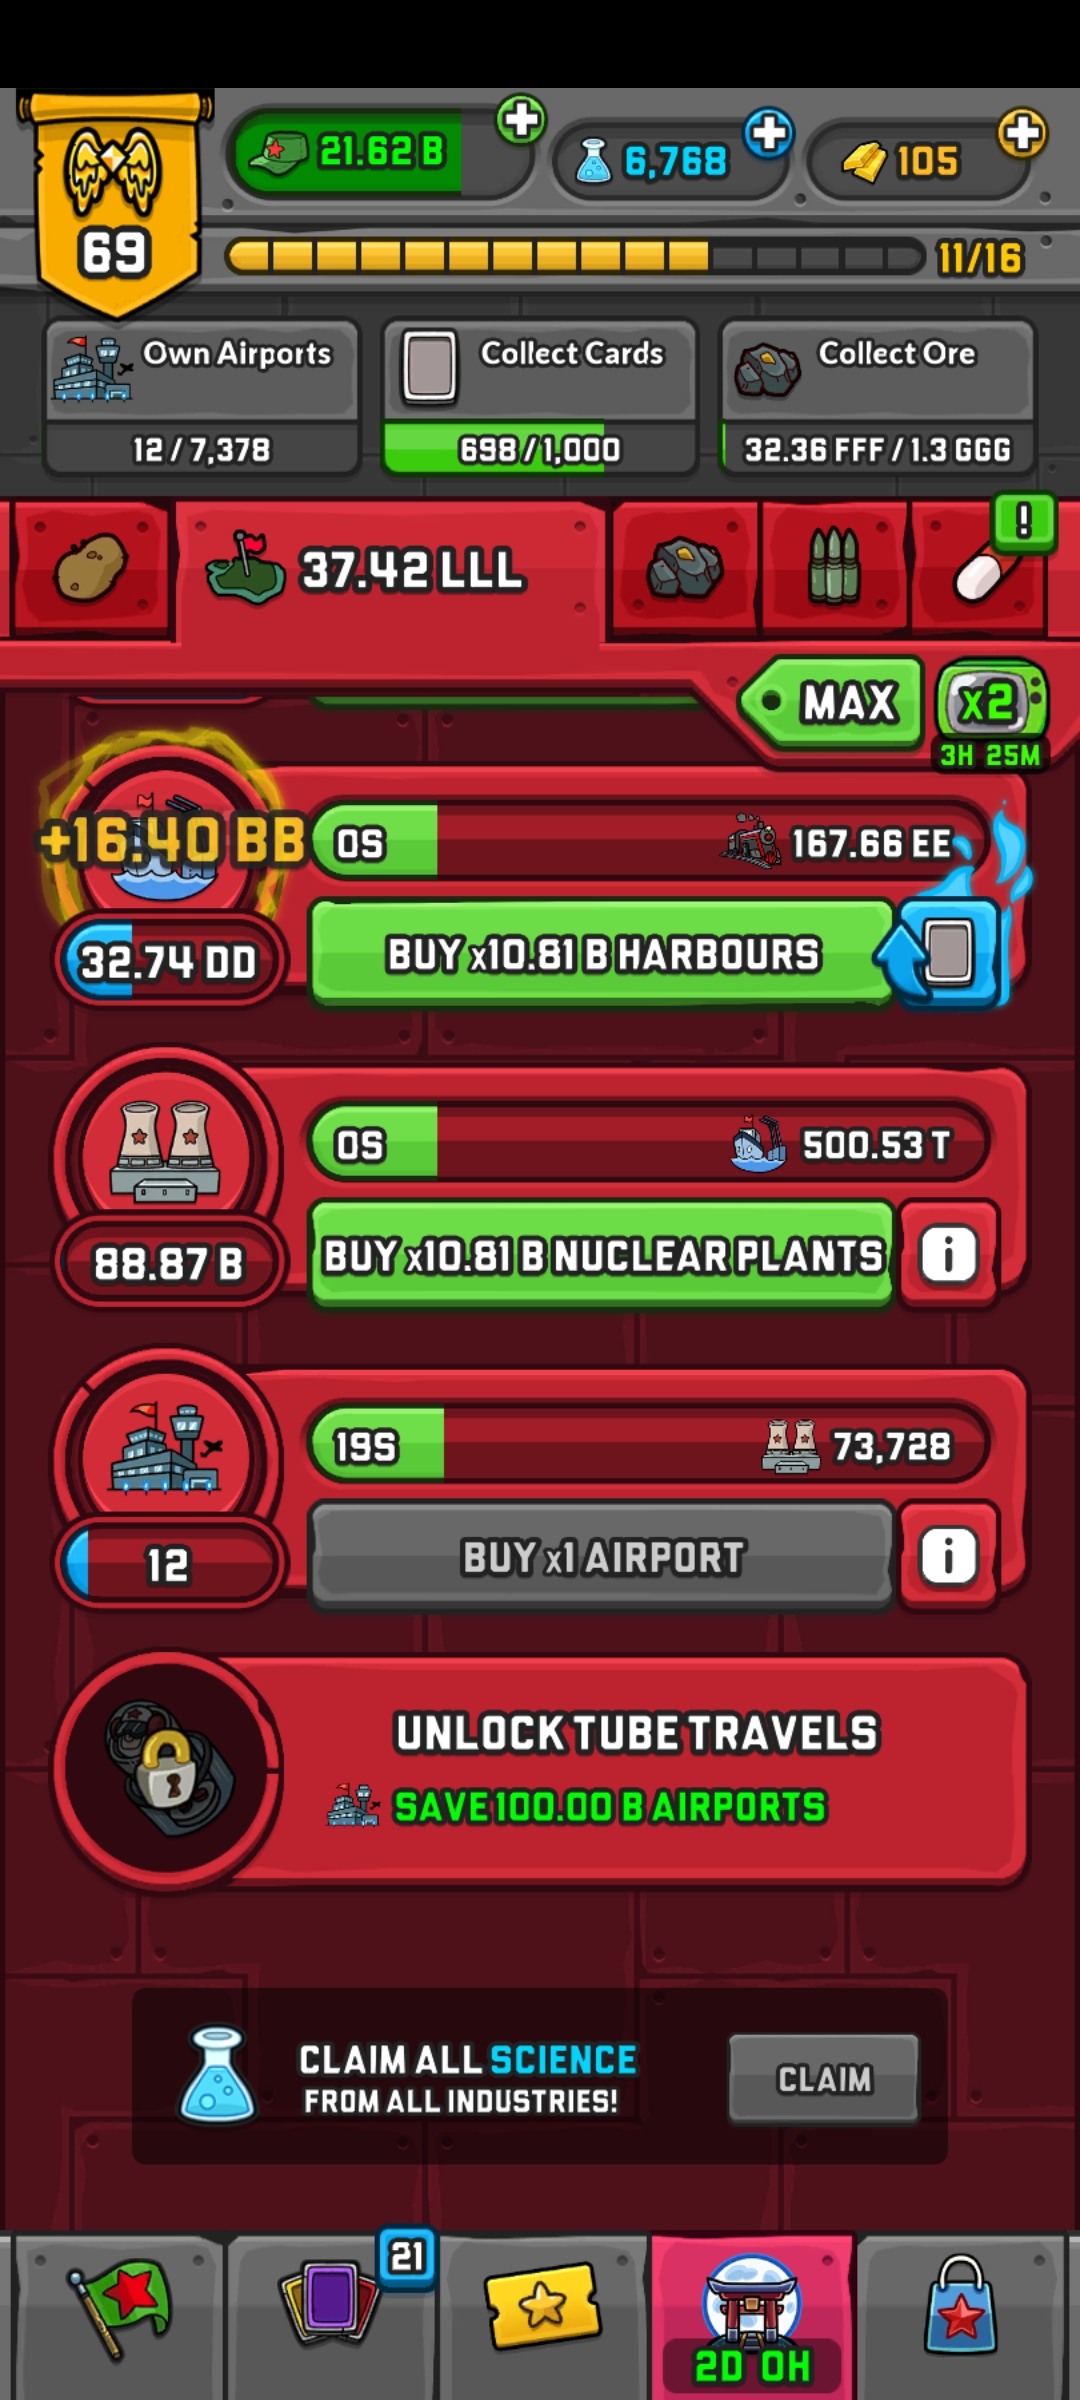 21.62 B
6,768
105
69
11/16
Own Airports
12 / 7,378
Collect Cards
698 / 1,000
Collect Ore
32.36 FFF / 1.3 GGG
37.42 LLL
!
MAX
x2
3H 25M
+16.40 BB
0S
167.66 EE
32.74 DD
BUY x10.81 B HARBOURS
0S
500.53 T
88.87 B
BUY x10.81 B NUCLEAR PLANTS
i
19S
73,728
12
BUY x1 AIRPORT
i
UNLOCK TUBE TRAVELS
SAVE 100.00 B AIRPORTS
CLAIM ALL SCIENCE
FROM ALL INDUSTRIES!
CLAIM
21
2D 0H